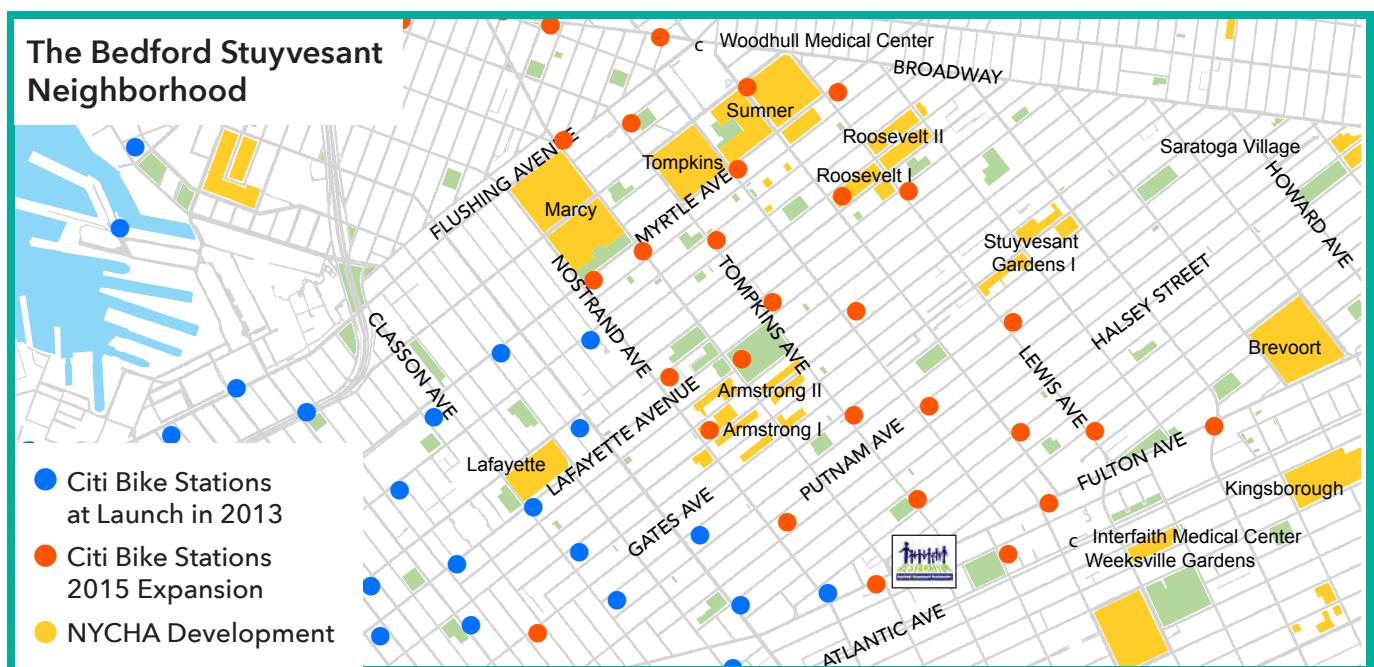 The Bedford Stuyvesant
Neighborhood
c Woodhull Medical Center
BROADWAY
Sumner
Roosevelt II
FLUSHING AVENUE
Tompkins
Saratoga Village
Roosevelt I
HOWARD AVE
Marcy
MYRTLE AVE
Stuyvesant
Gardens I
NOSTRAND AVE
TOMPKINS AVE
HALSEY STREET
CLASSON AVE
LEWIS AVE
Brevoort
Armstrong II
LAFAYETTE AVENUE
Armstrong I
Lafayette
PUTNAM AVE
FULTON AVE
Kingsborough
GATES AVE
c Interfaith Medical Center
Weeksville Gardens
ATLANTIC AVE
Citi Bike Stations
at Launch in 2013
Citi Bike Stations
2015 Expansion
NYCHA Development